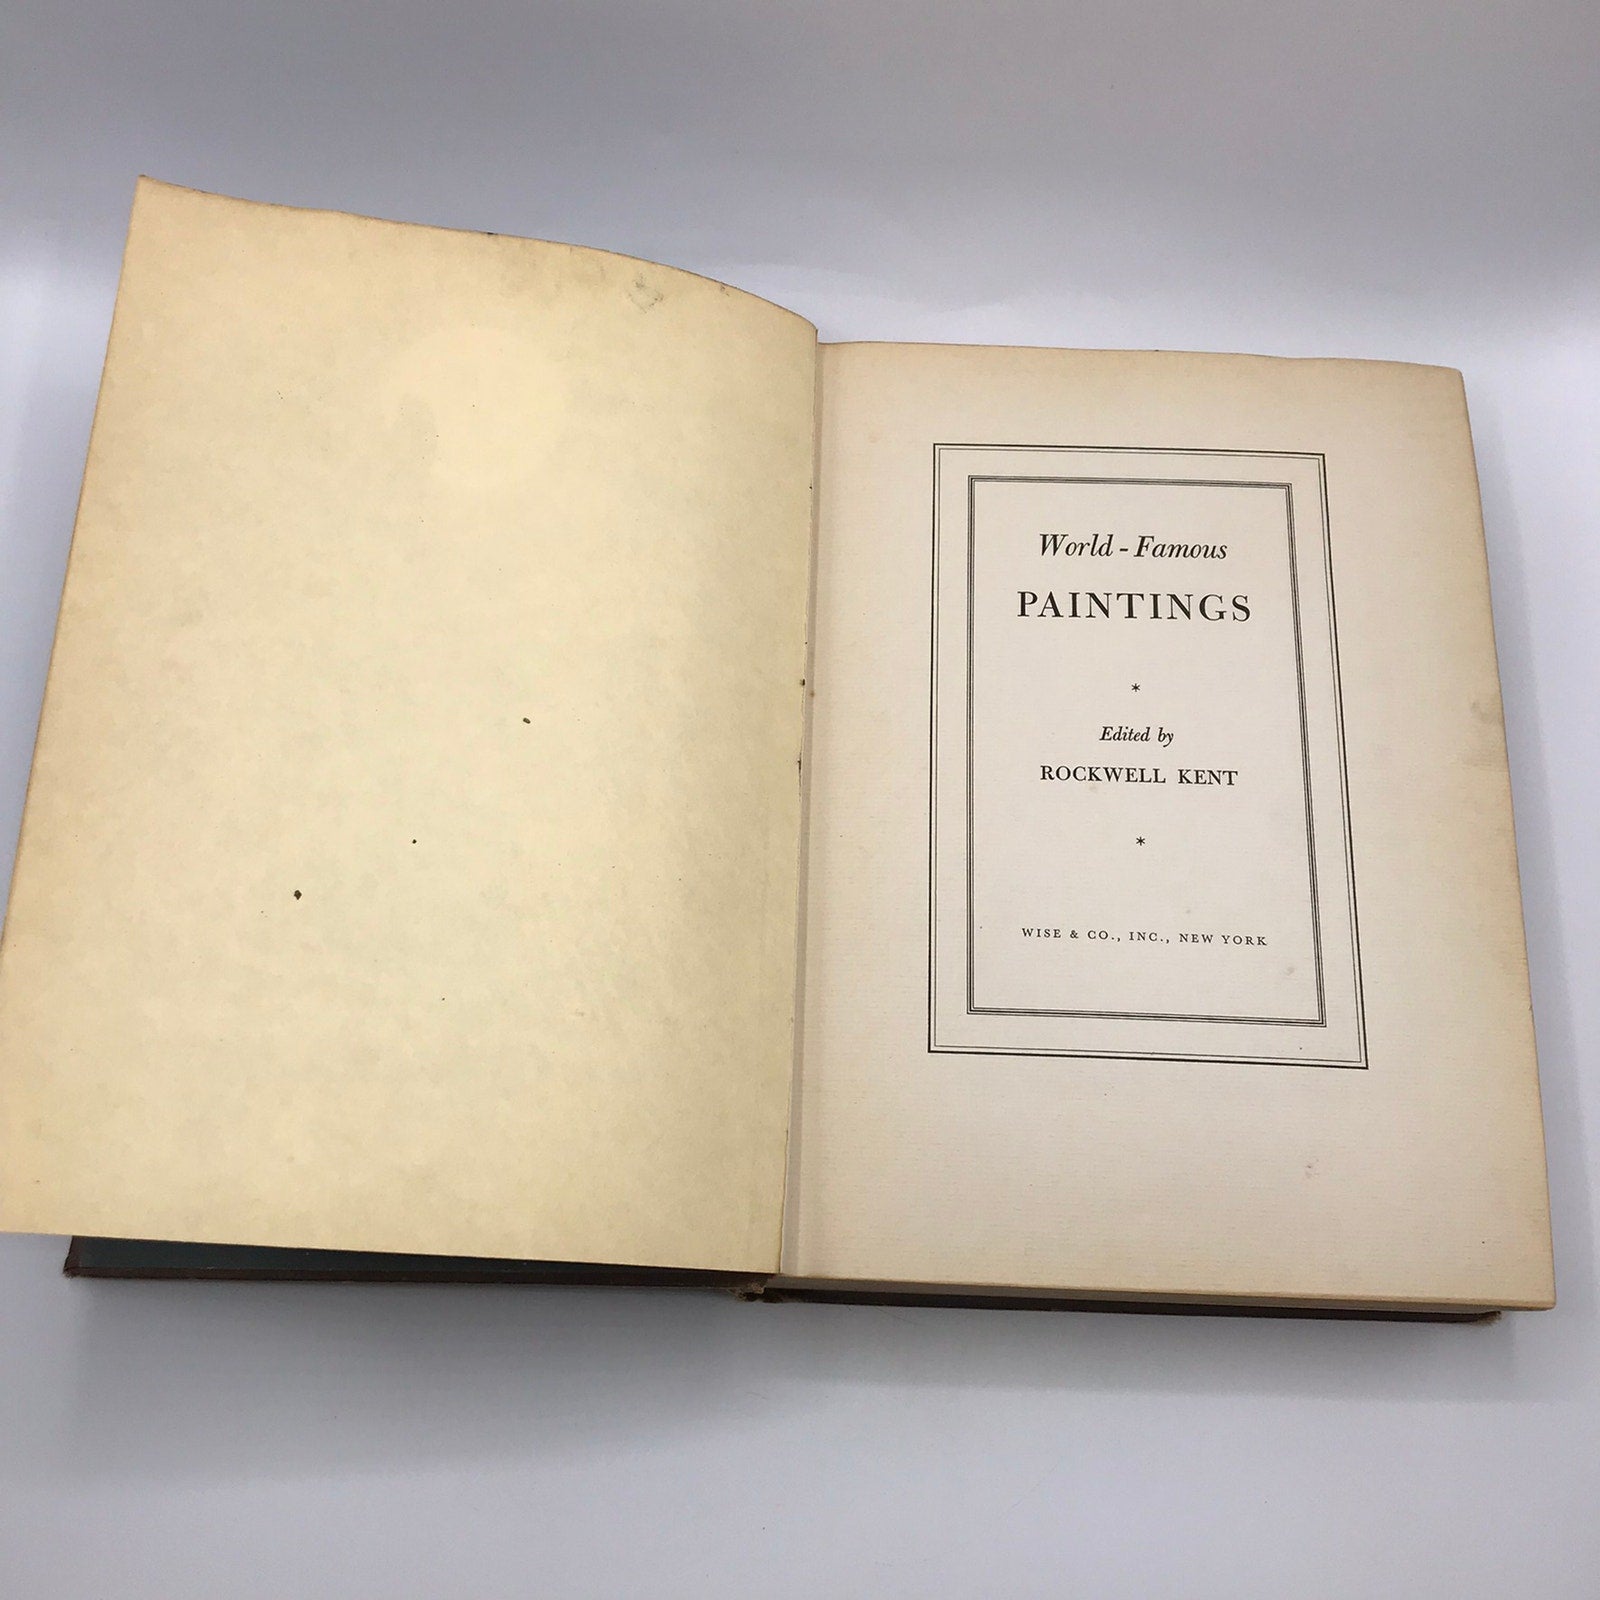 World - Famous
PAINTINGS
*
Edited by
ROCKWELL KENT
*
WISE & CO., INC., NEW YORK